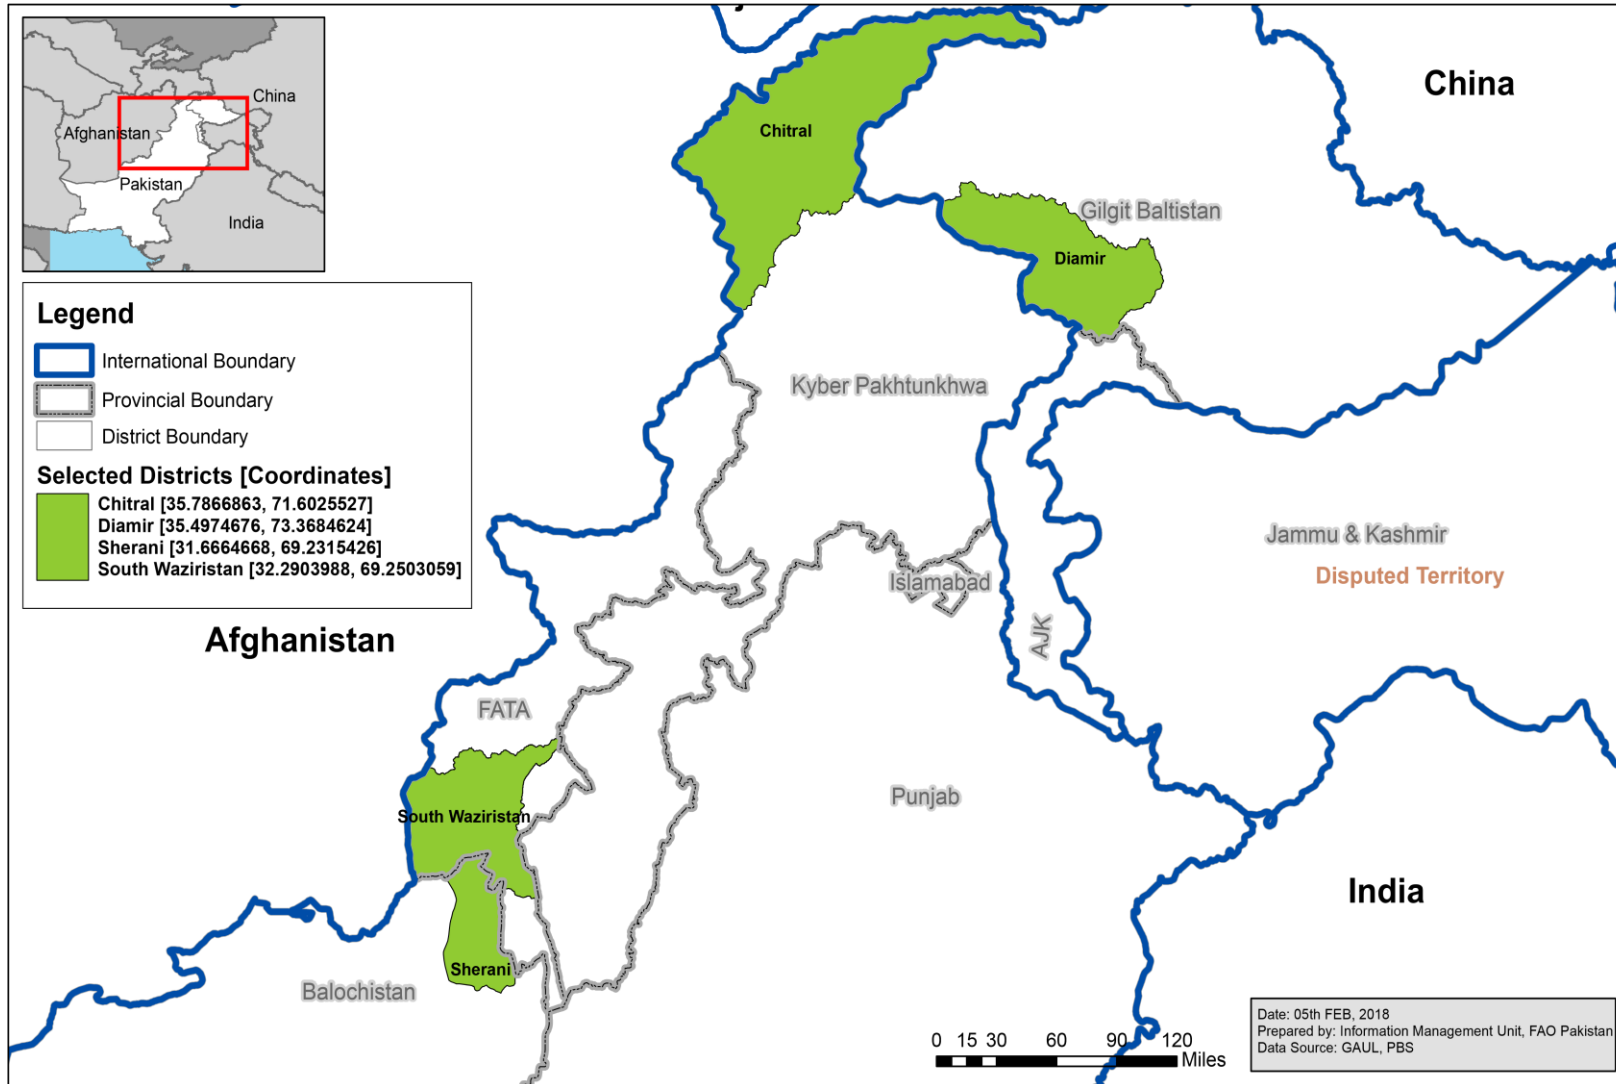 China
Afghanistan
Pakistan
India
Legend
International Boundary
Provincial Boundary
District Boundary
Selected Districts [Coordinates]
Chitral [35.7866863, 71.6025527]
Diamir [35.4974676, 73.3684624]
Sherani [31.6664668, 69.2315426]
South Waziristan [32.2903988, 69.2503059]
China
Chitral
Gilgit Baltistan
Diamir
Kyber Pakhtunkhwa
Jammu & Kashmir
Disputed Territory
Islamabad
AJK
Afghanistan
FATA
Punjab
South Waziristan
India
Sherani
Balochistan
0 15 30 60 90 120
Miles
Date: 05th FEB, 2018
Prepared by: Information Management Unit, FAO Pakistan
Data Source: GAUL, PBS